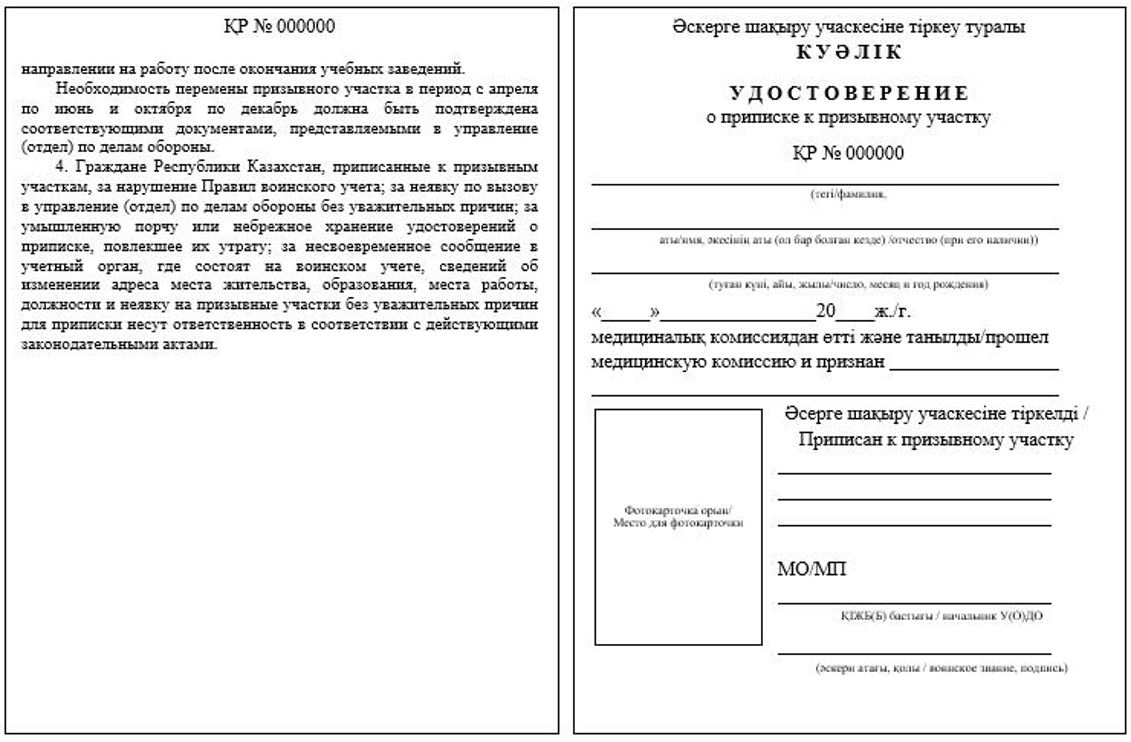 ҚР № 000000
направлении на работу после окончания учебных заведений.
Необходимость перемены призывного участка в период с апреля
по июнь и октября по декабрь должна быть подтверждена
соответствующими документами, представляемыми в управление
(отдел) по делам обороны.
4. Граждане Республики Казахстан, приписанные к призывным
участкам, за нарушение Правил воинского учета; за неявку по вызову
в управление (отдел) по делам обороны без уважительных причин; за
умышленную порчу или небрежное хранение удостоверений о
приписке, повлекшее их утрату; за несвоевременное сообщение в
учетный орган, где состоят на воинском учете, сведений об
изменении адреса места жительства, образования, места работы,
должности и неявку на призывные участки без уважительных причин
для приписки несут ответственность в соответствии с действующими
законодательными актами.
Әскерге шақыру учаскесіне тіркеу туралы
К У Ә Л І К
У Д О С Т О В Е Р Е Н И Е
о приписке к призывному участку
ҚР № 000000
(тегі/фамилия,
аты/имя, әкесінің аты (ол бар болған кезде) /отчество (при его наличии))
(туған күні, айы, жылы/число, месяц и год рождения)
«_____»________________20____ж./г.
медициналық комиссиядан өтті және танылды/прошел
медицинскую комиссию и признан __________________
Әсерге шақыру учаскесіне тіркелді /
Приписан к призывному участку
Фотокарточка орын/
Место для фотокарточки
МО/МП
ҚІЖБ(Б) бастығы / начальник У(О)ДО
(әскери атағы, қолы / воинское звание, подпись)